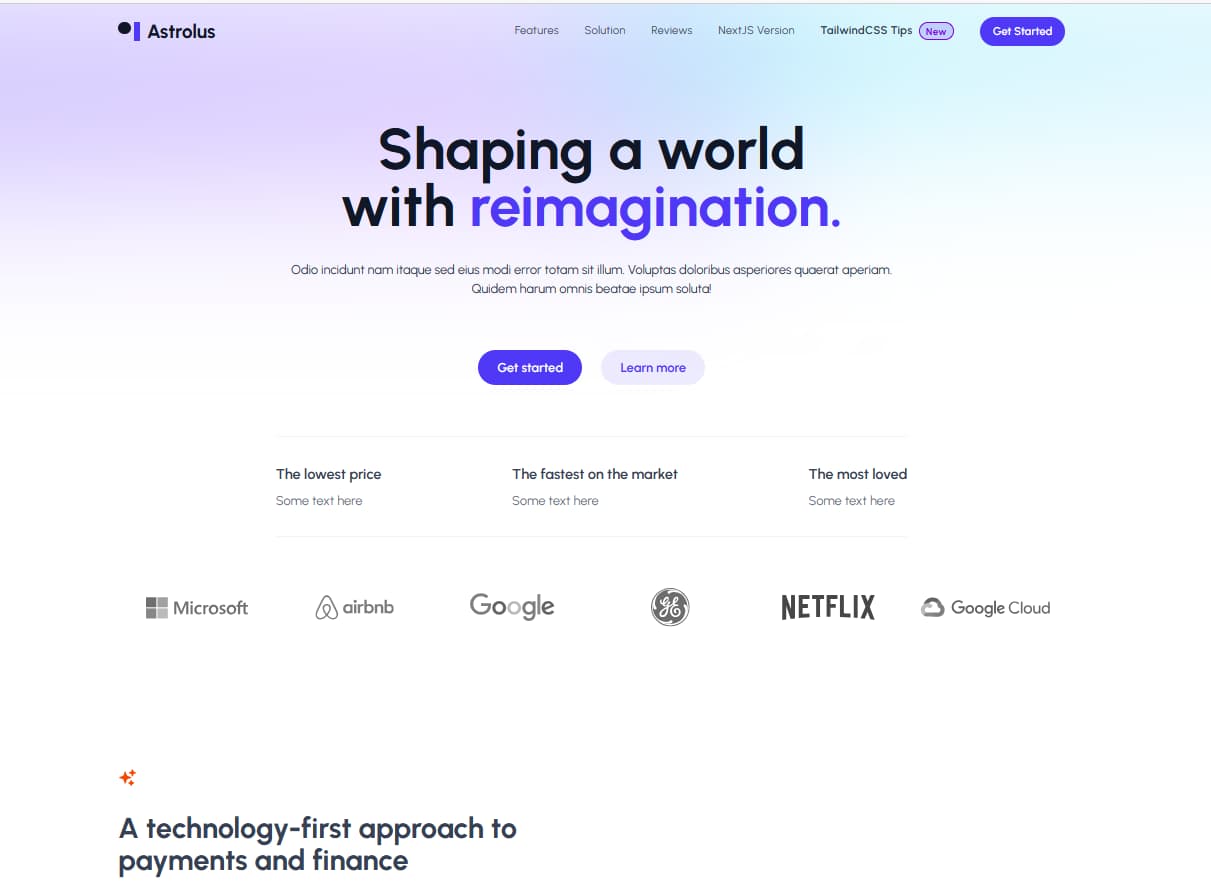 Astrolus
Features Solution Reviews NextJS Version TailwindCSS Tips New Get Started
Shaping a world
with reimagination.
Odio incidunt nam itaque sed eius modi error totam sit illum. Voluptas doloribus asperiores quaerat aperiam.
Quidem harum omnis beatae ipsum soluta!
Get started Learn more
The lowest price
Some text here
The fastest on the market
Some text here
The most loved
Some text here
Microsoft airbnb Google GE NETFLIX Google Cloud
A technology-first approach to
payments and finance